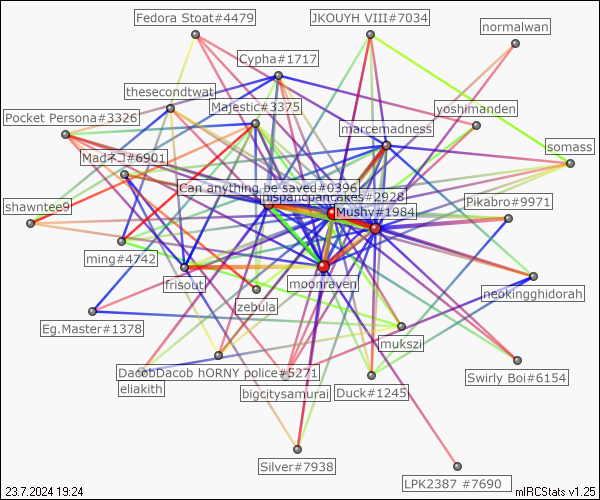 Fedora Stoat#4479
JKOUYH VIII#7034
normalwan
Cypha#1717
thesecondtwat
Majestic#3375
yoshimanden
Pocket Persona#3326
marcemadness
somass
Madネコ#6901
Can anything be saved#0396
hispanicpancakes#2928
Pikabro#9971
shawntee9
Mushy#1984
ming#4742
frisout
moonraven
neokingghidorah
zebula
Eg.Master#1378
mukszi
DacobDacob hORNY police#5271
Swirly Boi#6154
eliakith
bigcitysamurai
Duck#1245
Silver#7938
LPK2387 #7690
23.7.2024 19:24
mIRCStats v1.25